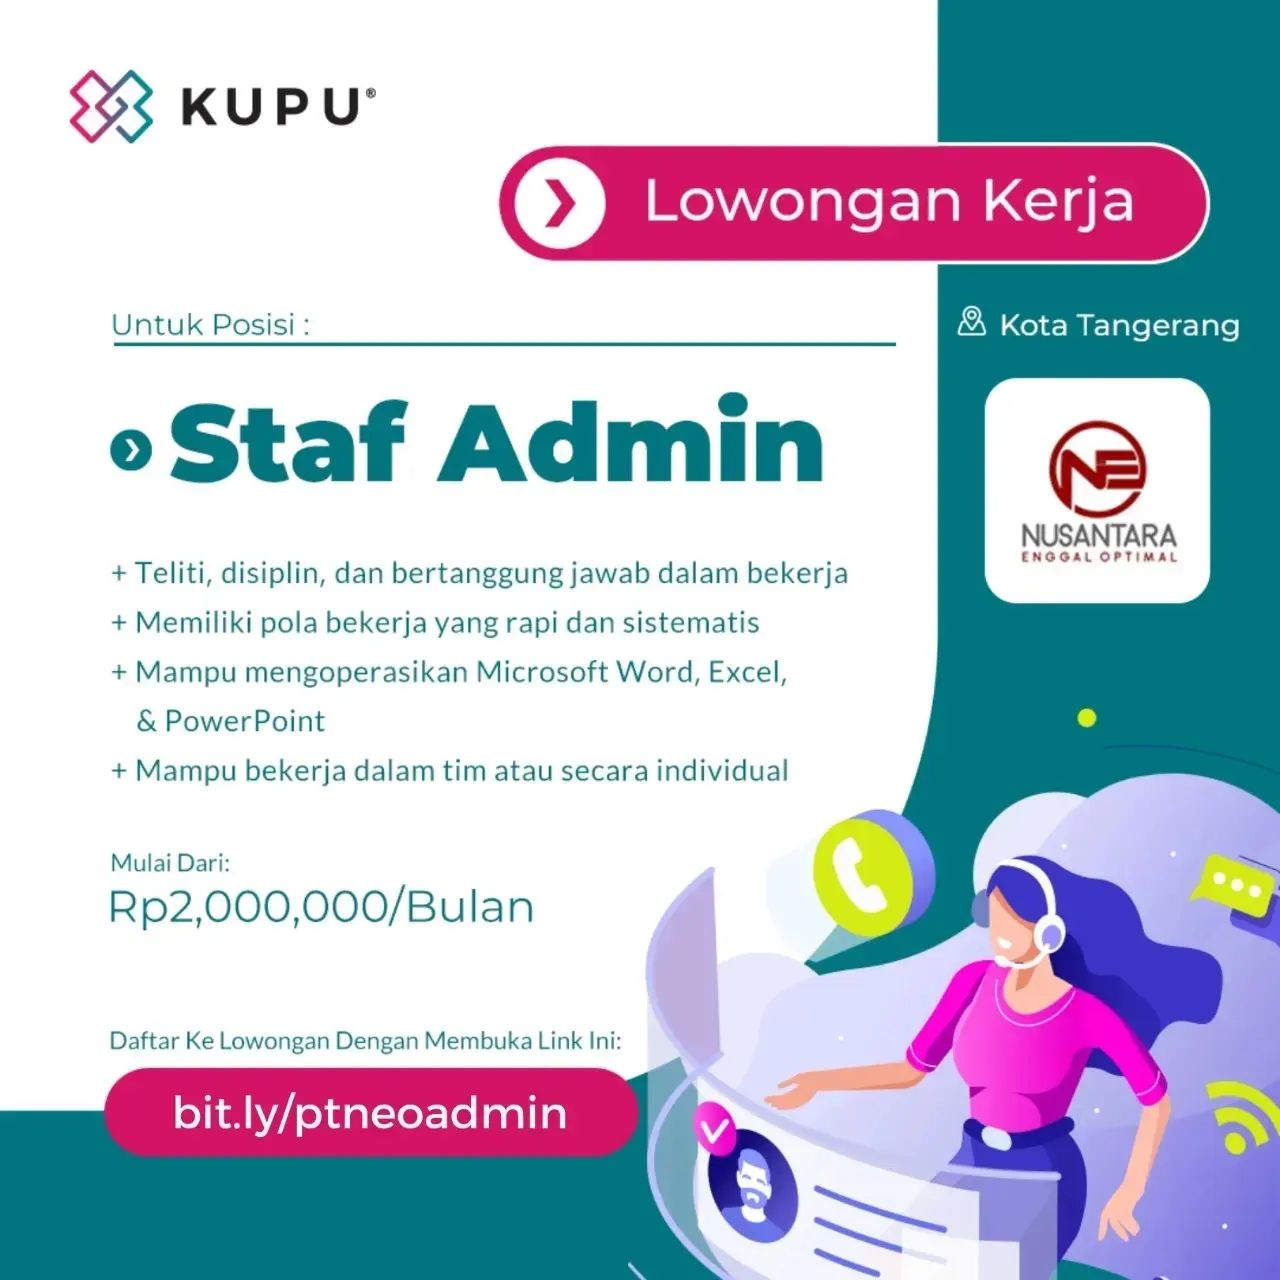 KUPU®
Lowongan Kerja
Untuk Posisi :
Kota Tangerang
Staf Admin
NE
NUSANTARA
ENGGAL OPTIMAL
+ Teliti, disiplin, dan bertanggung jawab dalam bekerja
+ Memiliki pola bekerja yang rapi dan sistematis
+ Mampu mengoperasikan Microsoft Word, Excel,
& PowerPoint
+ Mampu bekerja dalam tim atau secara individual
Mulai Dari:
Rp2,000,000/Bulan
Daftar Ke Lowongan Dengan Membuka Link Ini:
bit.ly/ptneoadmin